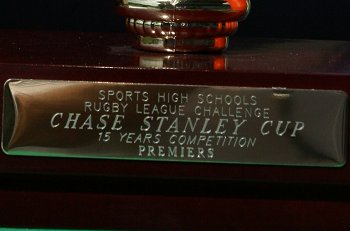 SPORTS HIGH SCHOOLS
RUGBY LEAGUE CHALLENGE
CHASE STANLEY CUP
15 YEARS COMPETITION
PREMIERS